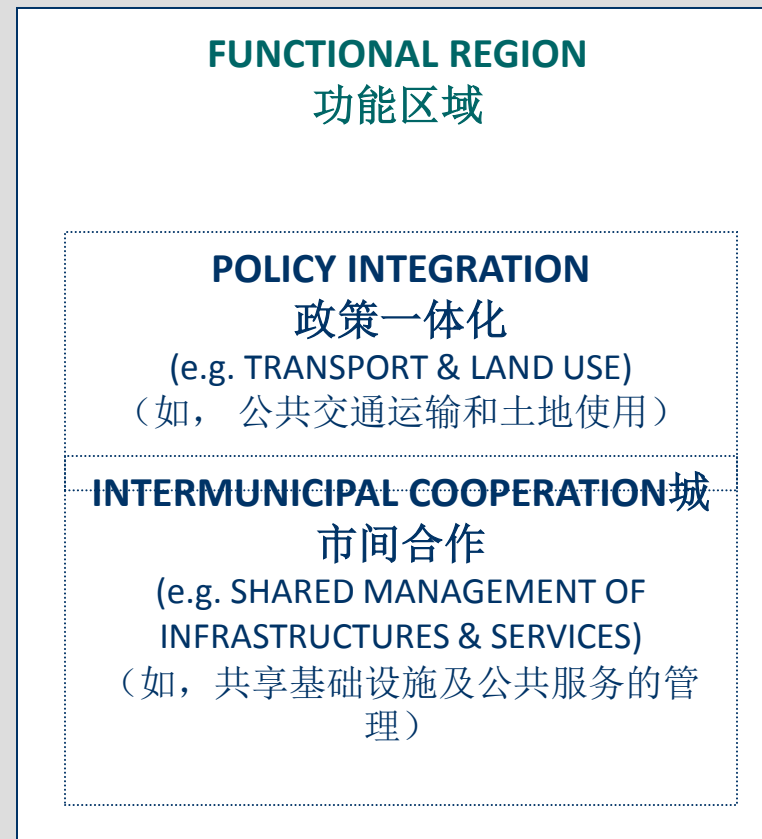 FUNCTIONAL REGION
功能区域
POLICY INTEGRATION
政策一体化
(e.g. TRANSPORT & LAND USE)
（如， 公共交通运输和土地使用）
INTERMUNICIPAL COOPERATION城
市间合作
(e.g. SHARED MANAGEMENT OF
INFRASTRUCTURES & SERVICES)
（如，共享基础设施及公共服务的管
理）